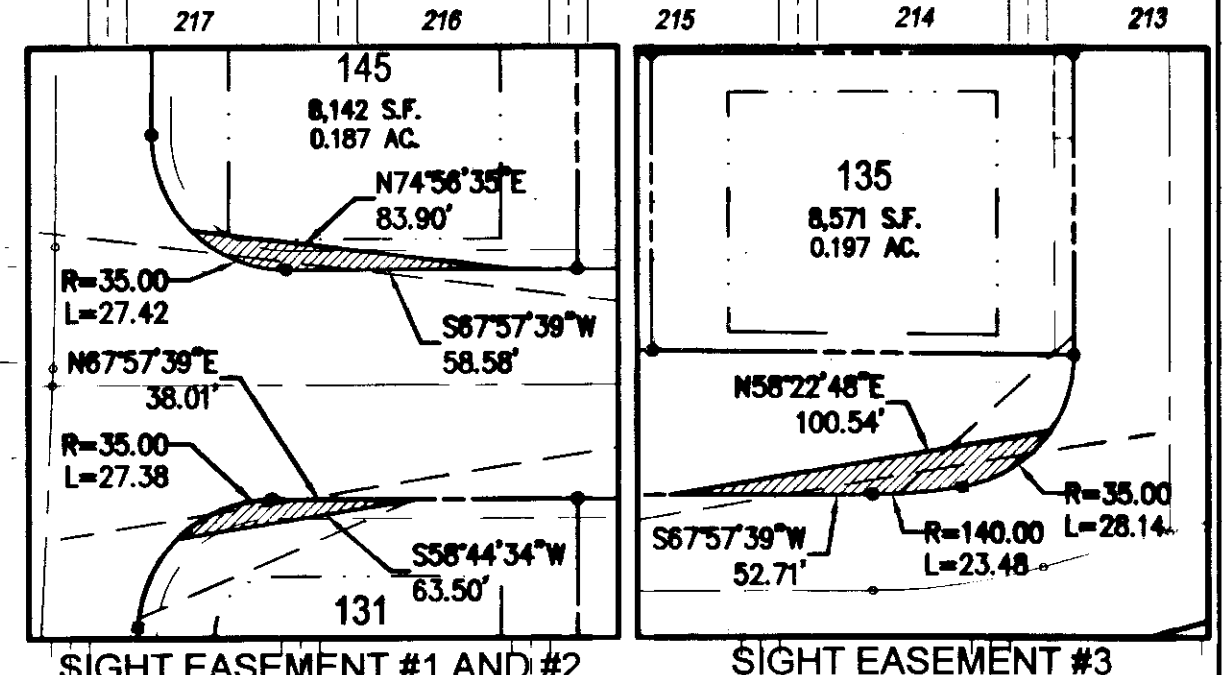 217
216
215
214
213
145
8,142 S.F.
0.187 AC.
N74°56'35"E
83.90'
R=35.00
L=27.42
S67°57'39"W
58.58'
N67°57'39"E
38.01'
R=35.00
L=27.38
S58°44'34"W
63.50'
131
SIGHT EASEMENT #1 AND #2
135
8,571 S.F.
0.197 AC.
N58°22'48"E
100.54'
S67°57'39"W
52.71'
R=140.00
L=23.48
R=35.00
L=28.14
SIGHT EASEMENT #3